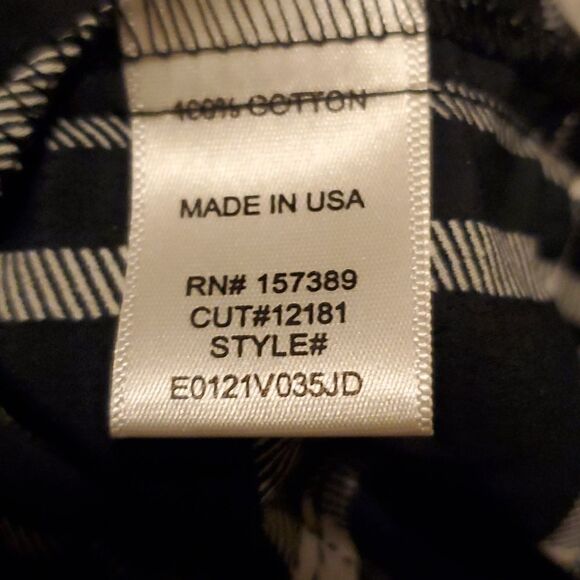 100% COTTON
MADE IN USA
RN# 157389
CUT#12181
STYLE#
E0121V035JD